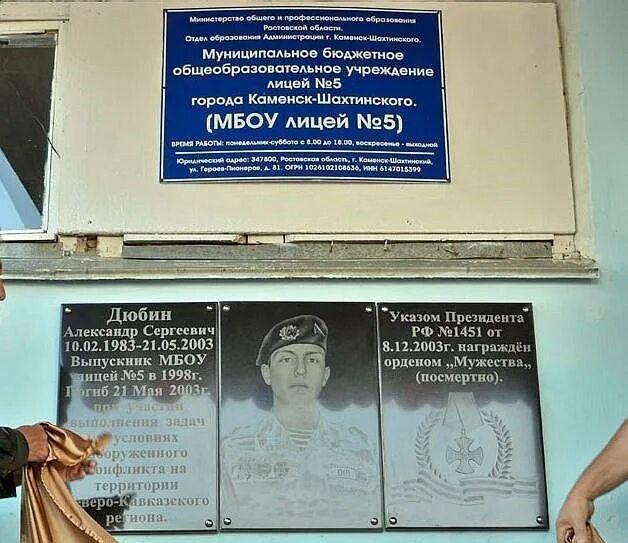 Министерство общего и профессионального образования
Ростовской области.
Отдел образования Администрации г. Каменск-Шахтинского.
Муниципальное бюджетное
общеобразовательное учреждение
лицей №5
города Каменск-Шахтинского.
(МБОУ лицей №5)
ВРЕМЯ РАБОТЫ: понедельник-суббота с 8.00 до 18.00, воскресенье - выходной
Юридический адрес: 347800, Ростовская область, г. Каменск-Шахтинский,
ул. Героев-Пионеров, д. 81. ОГРН 1026102108636, ИНН 6147015399
Дюбин
Александр Сергеевич
10.02.1983-21.05.2003
Выпускник МБОУ
лицей №5 в 1998г.
Погиб 21 Мая 2003г.
при участии
выполнения задач
условиях
вооруженного
конфликта на
территории
Северо-Кавказского
региона.
Указом Президента
РФ №1451 от
8.12.2003г. награждён
орденом ,,Мужества,,
(посмертно).